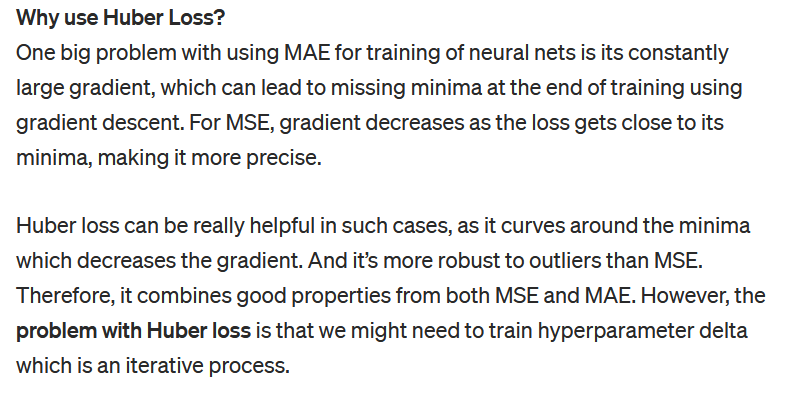 Why use Huber Loss?
One big problem with using MAE for training of neural nets is its constantly
large gradient, which can lead to missing minima at the end of training using
gradient descent. For MSE, gradient decreases as the loss gets close to its
minima, making it more precise.
Huber loss can be really helpful in such cases, as it curves around the minima
which decreases the gradient. And it’s more robust to outliers than MSE.
Therefore, it combines good properties from both MSE and MAE. However, the
problem with Huber loss is that we might need to train hyperparameter delta
which is an iterative process.